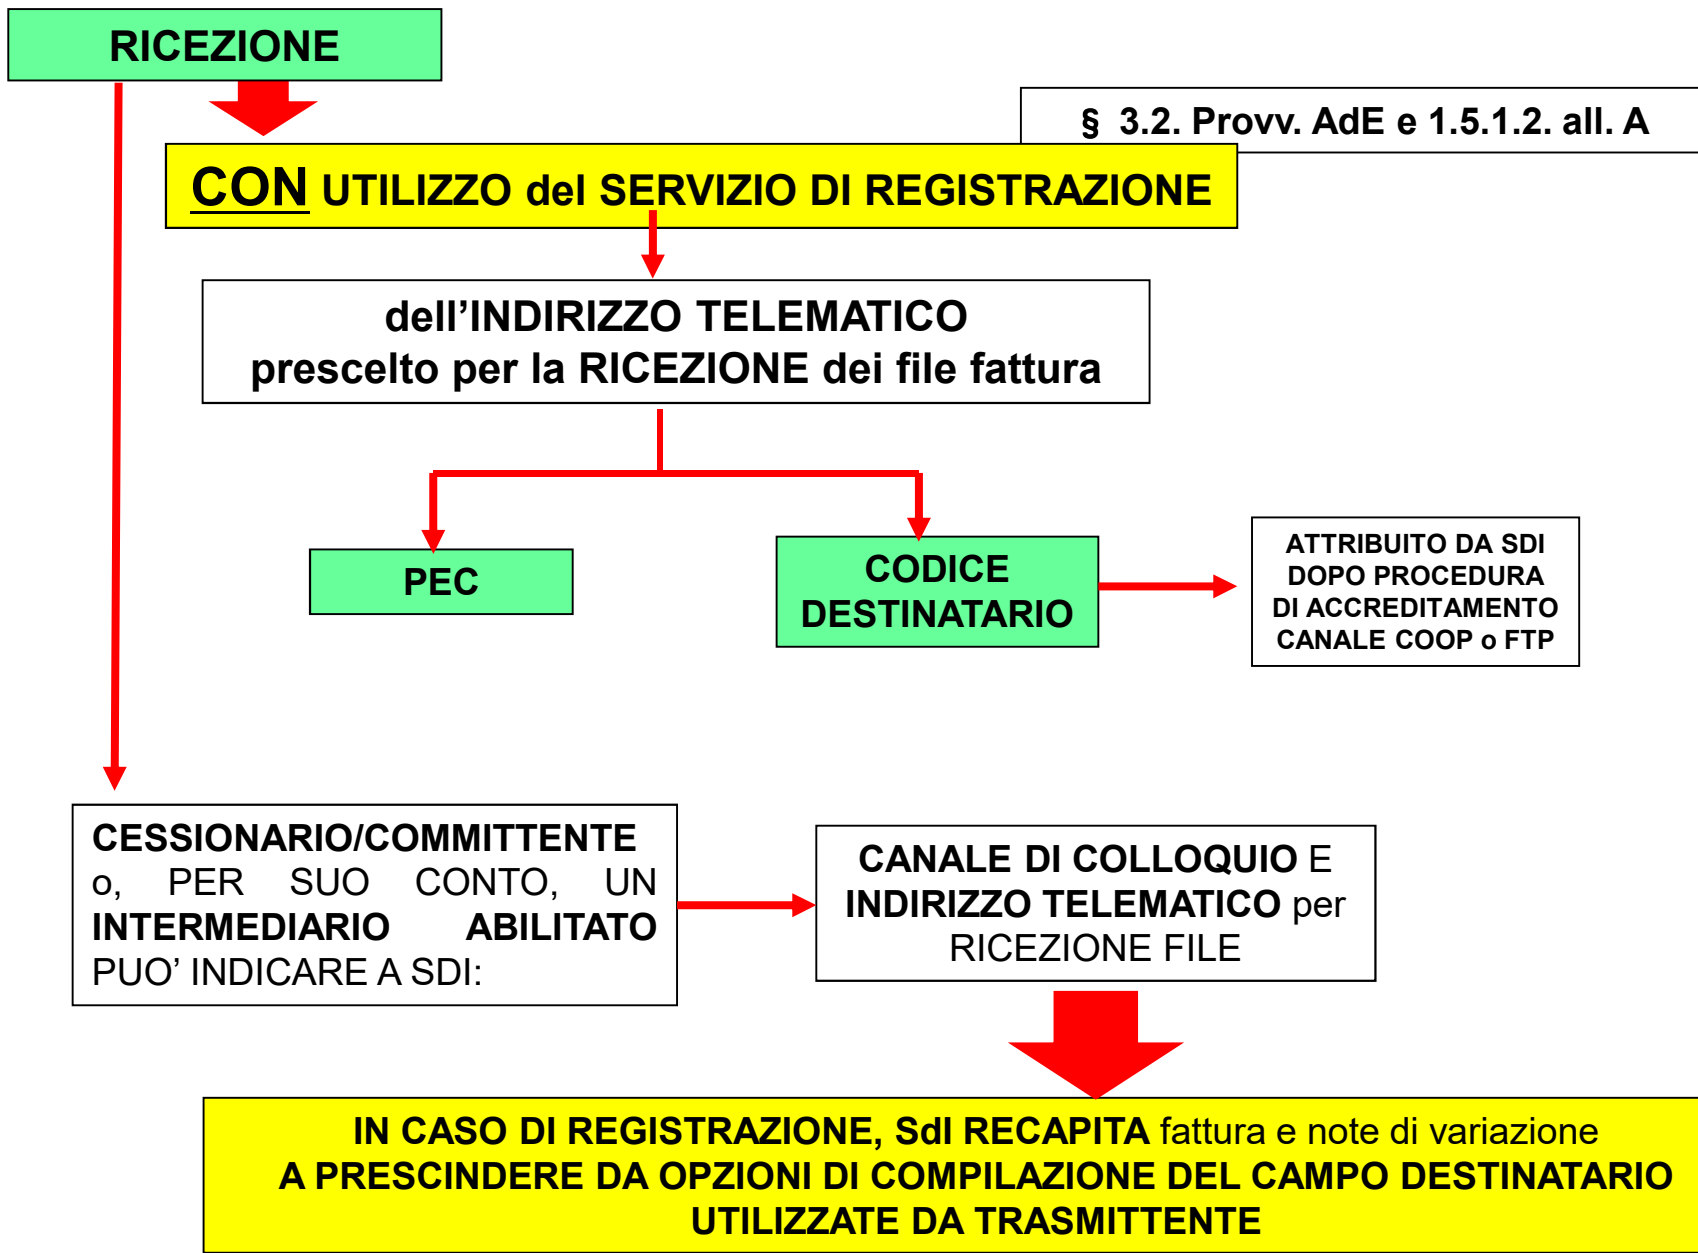 RICEZIONE
§ 3.2. Provv. AdE e 1.5.1.2. all. A
CON UTILIZZO del SERVIZIO DI REGISTRAZIONE
dell’INDIRIZZO TELEMATICO
prescelto per la RICEZIONE dei file fattura
PEC
CODICE
DESTINATARIO
ATTRIBUITO DA SDI
DOPO PROCEDURA
DI ACCREDITAMENTO
CANALE COOP o FTP
CESSIONARIO/COMMITTENTE
o, PER SUO CONTO, UN
INTERMEDIARIO ABILITATO
PUO’ INDICARE A SDI:
CANALE DI COLLOQUIO E
INDIRIZZO TELEMATICO per
RICEZIONE FILE
IN CASO DI REGISTRAZIONE, SdI RECAPITA fattura e note di variazione
A PRESCINDERE DA OPZIONI DI COMPILAZIONE DEL CAMPO DESTINATARIO
UTILIZZATE DA TRASMITTENTE